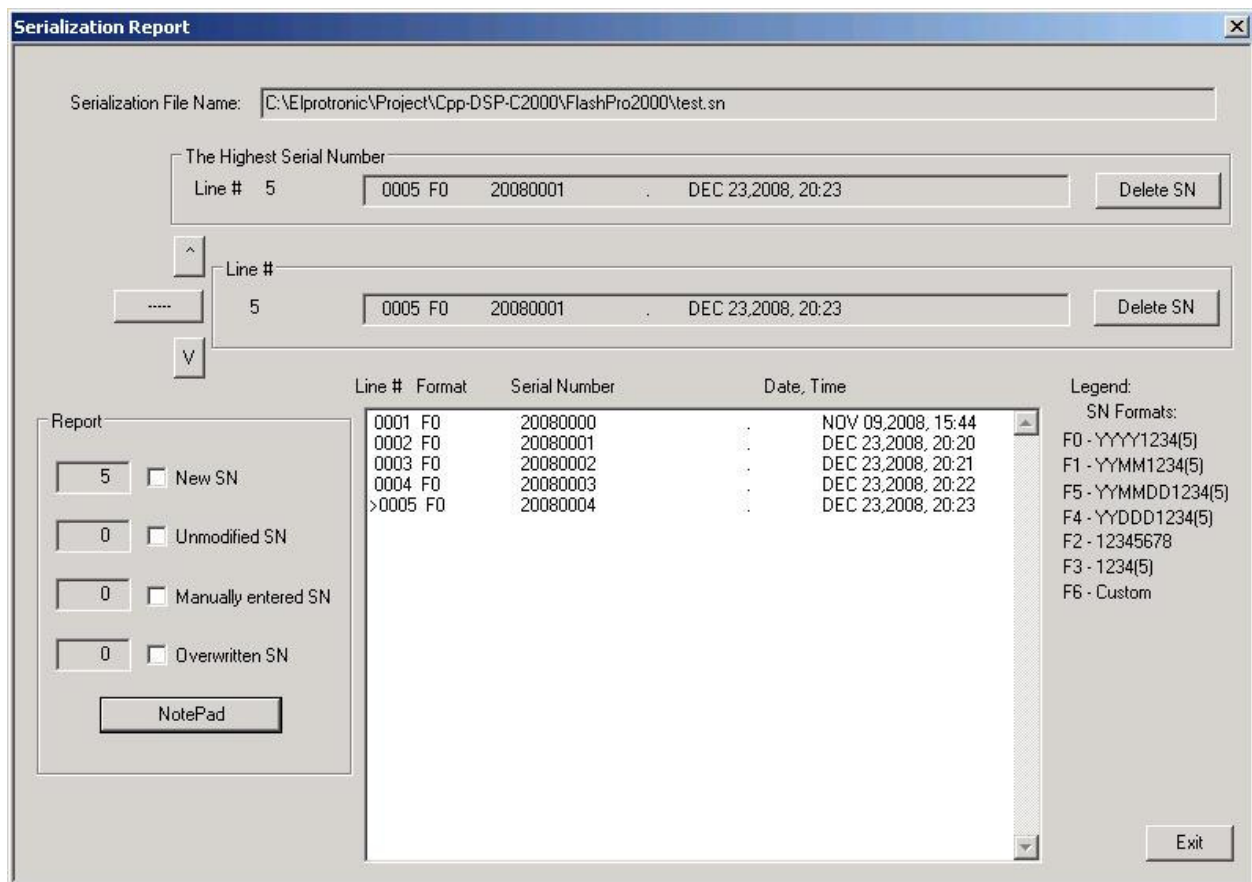 Serialization Report
Serialization File Name: C:\Elprotronic\Project\Cpp-DSP-C2000\FlashPro2000\test.sn
The Highest Serial Number
Line # 5 0005 F0 20080001 . DEC 23,2008, 20:23 Delete SN
^
Line #
----- 5 0005 F0 20080001 . DEC 23,2008, 20:23 Delete SN
V
Line # Format Serial Number Date, Time
0001 F0 20080000 . NOV 09,2008, 15:44
0002 F0 20080001 . DEC 23,2008, 20:20
0003 F0 20080002 . DEC 23,2008, 20:21
0004 F0 20080003 . DEC 23,2008, 20:22
>0005 F0 20080004 . DEC 23,2008, 20:23
Report
5 New SN
0 Unmodified SN
0 Manually entered SN
0 Overwritten SN
NotePad
Legend:
SN Formats:
F0 - YYYY1234(5)
F1 - YYMM1234(5)
F5 - YYMMDD1234(5)
F4 - YYDDD1234(5)
F2 - 12345678
F3 - 1234(5)
F6 - Custom
Exit